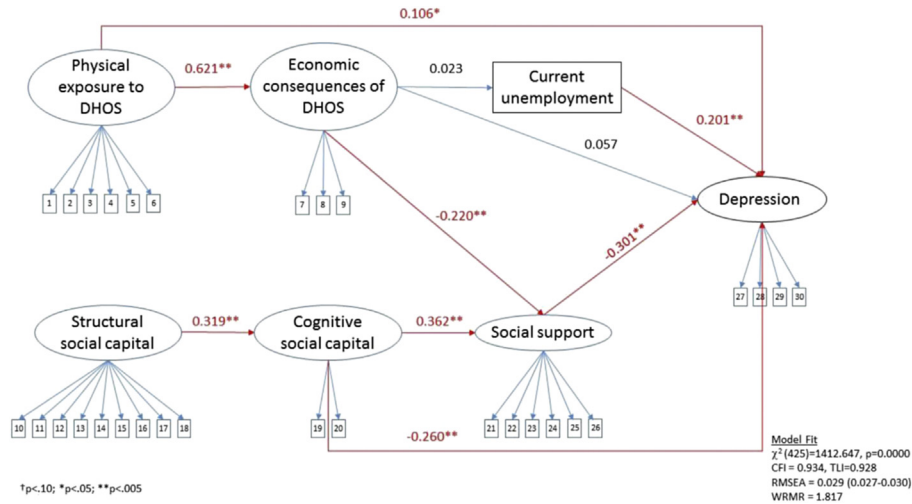 0.106*
Physical
exposure to
DHOS
0.621**
Economic
consequences of
DHOS
0.023
Current
unemployment
0.201**
0.057
1 2 3 4 5 6
7 8 9
Depression
-0.220**
-0.301**
27 28 29 30
Structural
social capital
0.319**
Cognitive
social capital
0.362**
Social support
10 11 12 13 14 15 16 17 18
19 20
21 22 23 24 25 26
-0.260**
Model Fit
χ²(425)=1412.647, p=0.0000
CFI = 0.934, TLI=0.928
RMSEA = 0.029 (0.027-0.030)
WRMR = 1.817
†p<.10; *p<.05; **p<.005